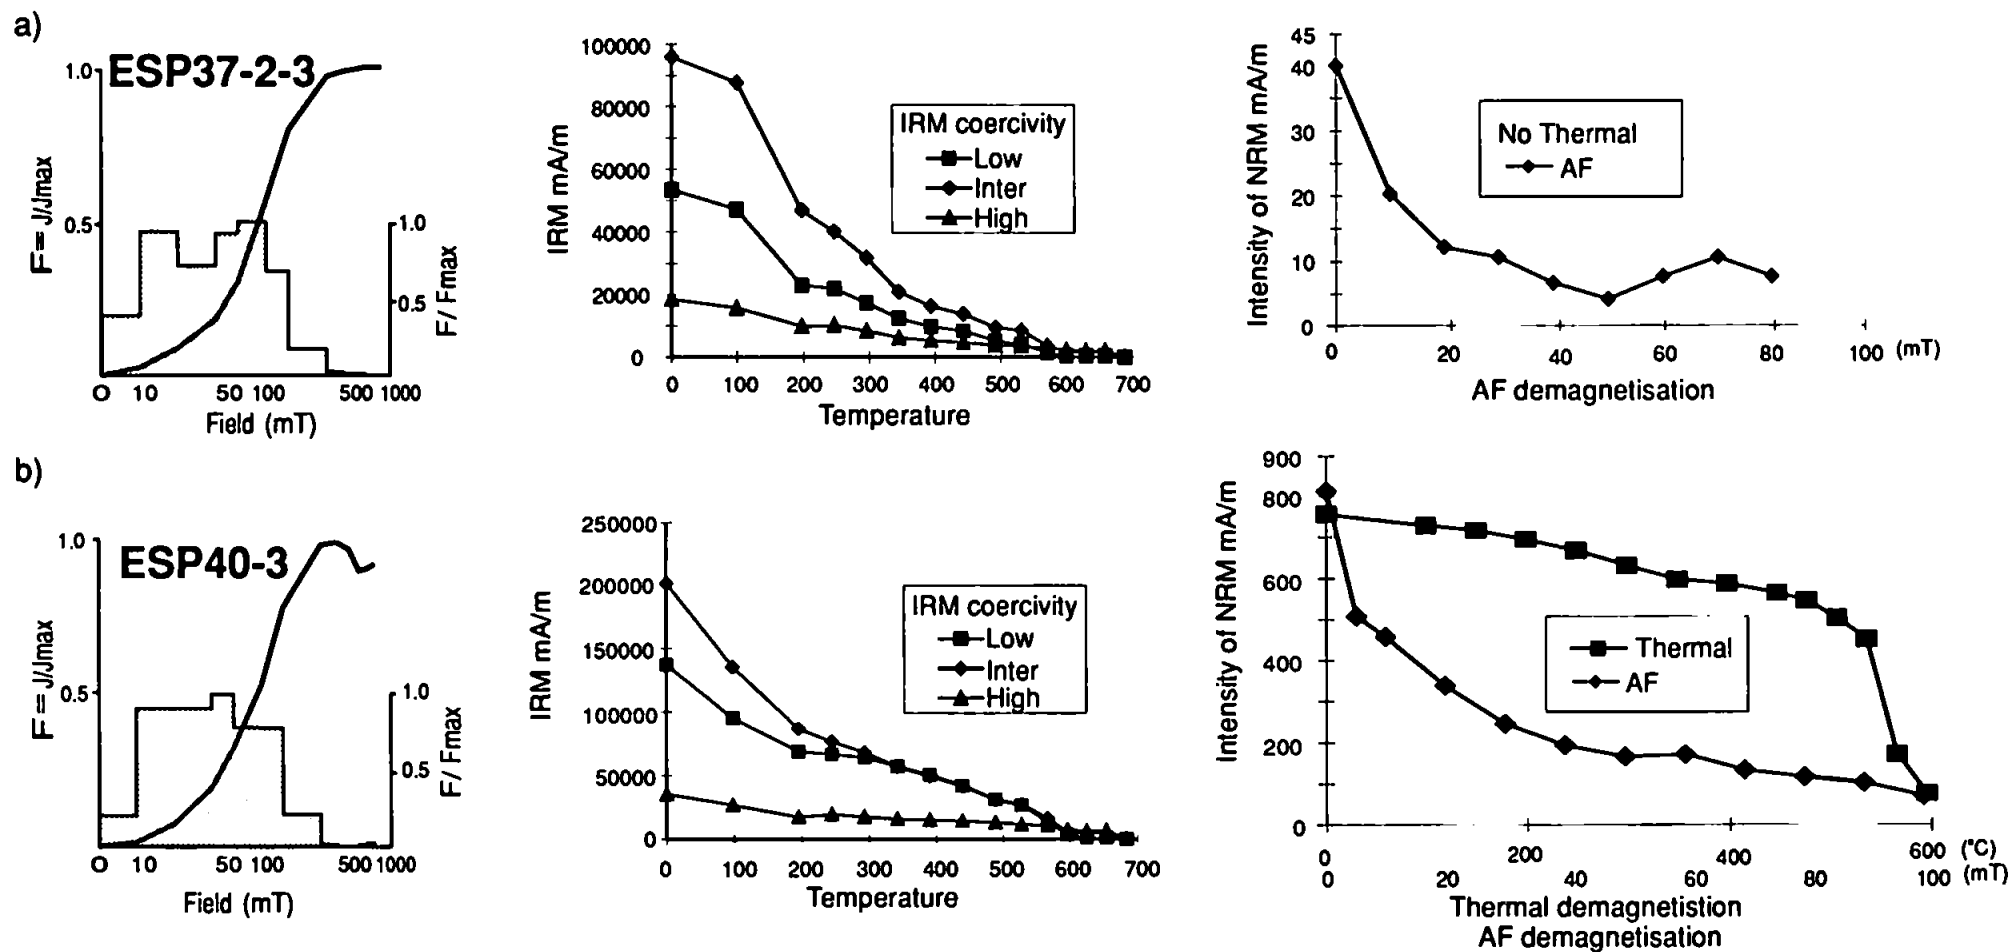 a)
ESP37-2-3
1.0
0.5
F = J/Jmax
1.0
0.5
F/ Fmax
0 10 50 100 500 1000
Field (mT)
100000
80000
60000
40000
20000
0
IRM mA/m
IRM coercivity
Low
Inter
High
0 100 200 300 400 500 600 700
Temperature
45
40
30
20
10
0
Intensity of NRM mA/m
No Thermal
AF
0 20 40 60 80 100 (mT)
AF demagnetisation
b)
ESP40-3
1.0
0.5
F = J/Jmax
1.0
0.5
F/ Fmax
0 10 50 100 500 1000
Field (mT)
250000
200000
150000
100000
50000
0
IRM mA/m
IRM coercivity
Low
Inter
High
0 100 200 300 400 500 600 700
Temperature
900
800
600
400
200
0
Intensity of NRM mA/m
Thermal
AF
0 200 400 600 (°C)
0 20 40 60 80 100 (mT)
Thermal demagnetistion
AF demagnetisation